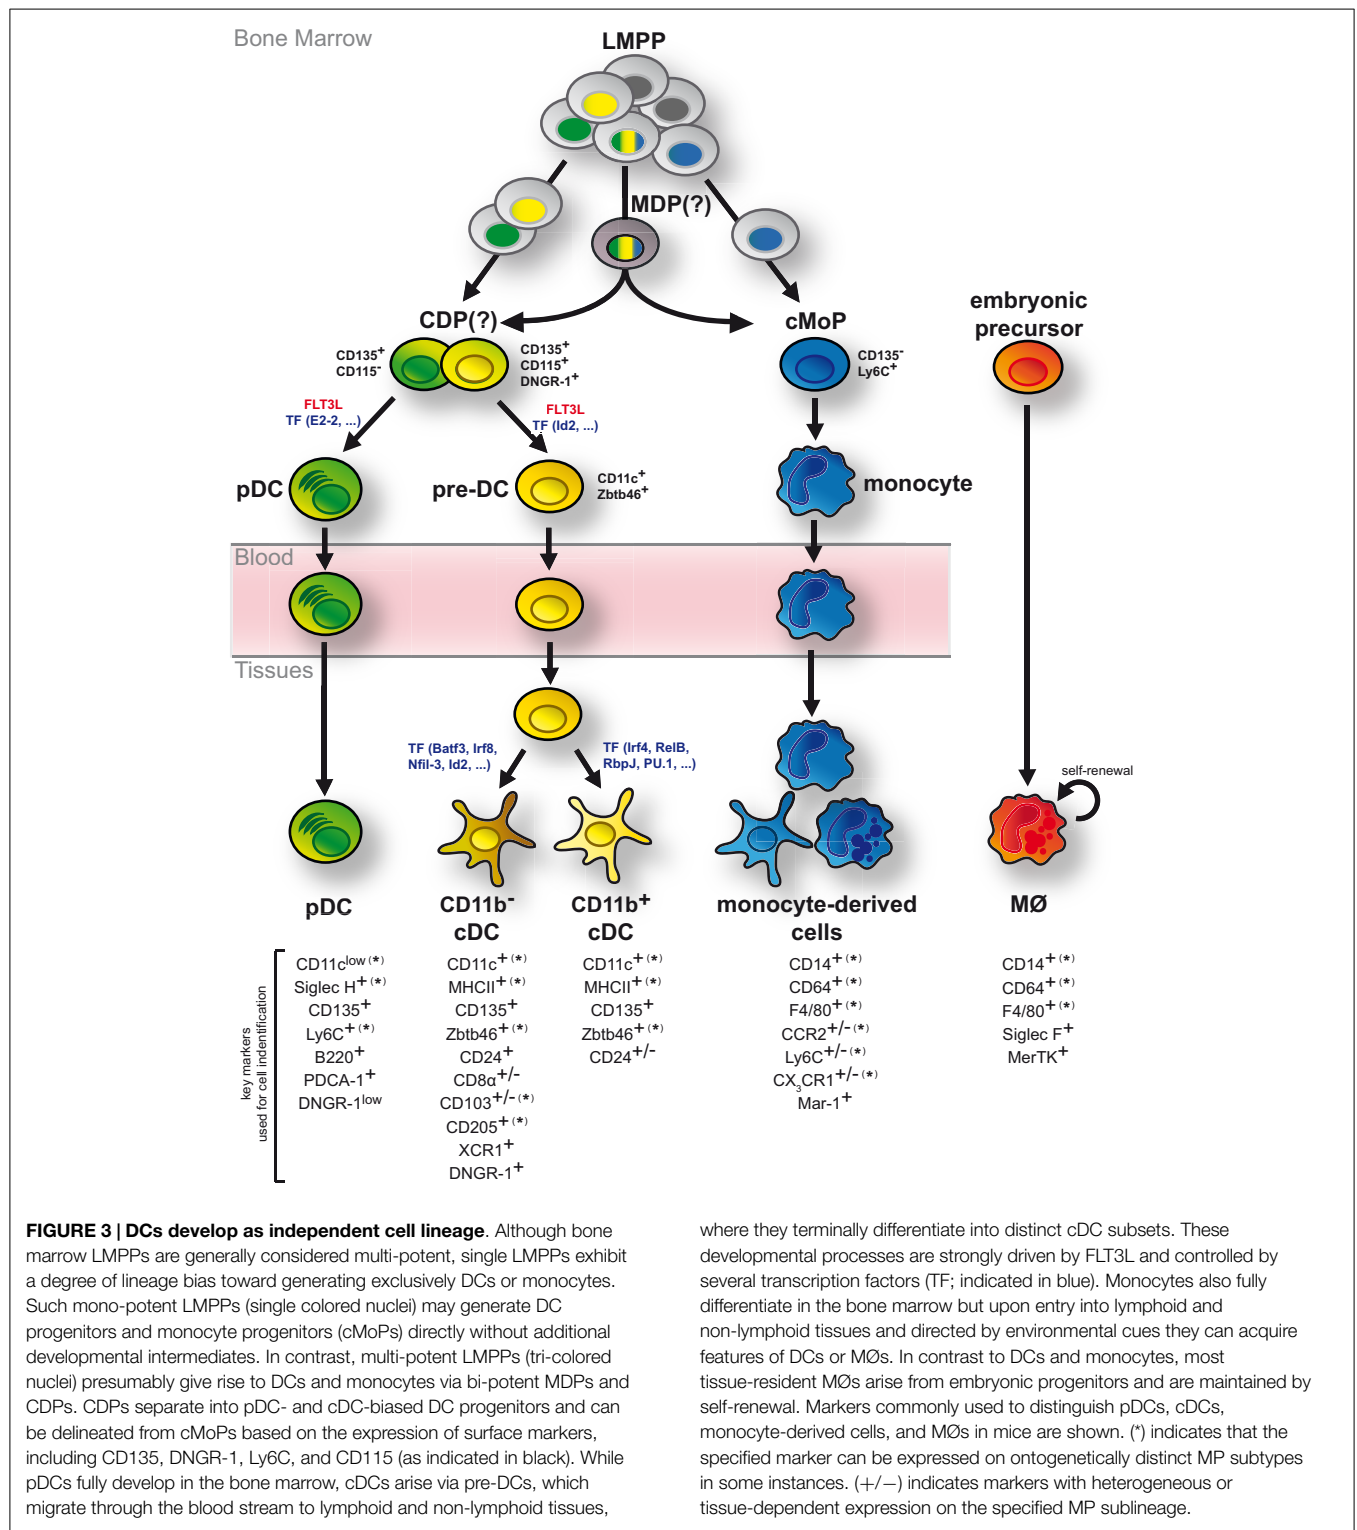 Bone Marrow
LMPP
MDP(?)
CDP(?)
cMoP
embryonic
precursor
CD135+
CD115-
CD135+
CD115+
DNGR-1+
CD135-
Ly6C+
FLT3L
TF (E2-2, ...)
FLT3L
TF (Id2, ...)
pDC
pre-DC
CD11c+
Zbtb46+
monocyte
Blood
Tissues
TF (Batf3, Irf8,
Nfil-3, Id2, ...)
TF (Irf4, RelB,
RbpJ, PU.1, ...)
self-renewal
pDC
CD11b-
cDC
CD11b+
cDC
monocyte-derived
cells
MØ
key markers
used for cell indentification
CD11clow (*)
Siglec H+ (*)
CD135+
Ly6C+ (*)
B220+
PDCA-1+
DNGR-1low
CD11c+ (*)
MHCII+ (*)
CD135+
Zbtb46+ (*)
CD24+
CD8α+/-
CD103+/- (*)
CD205+ (*)
XCR1+
DNGR-1+
CD11c+ (*)
MHCII+ (*)
CD135+
Zbtb46+ (*)
CD24+/-
CD14+ (*)
CD64+ (*)
F4/80+ (*)
CCR2+/- (*)
Ly6C+/- (*)
CX3CR1+/- (*)
Mar-1+
CD14+ (*)
CD64+ (*)
F4/80+ (*)
Siglec F+
MerTK+
FIGURE 3 | DCs develop as independent cell lineage. Although bone
marrow LMPPs are generally considered multi-potent, single LMPPs exhibit
a degree of lineage bias toward generating exclusively DCs or monocytes.
Such mono-potent LMPPs (single colored nuclei) may generate DC
progenitors and monocyte progenitors (cMoPs) directly without additional
developmental intermediates. In contrast, multi-potent LMPPs (tri-colored
nuclei) presumably give rise to DCs and monocytes via bi-potent MDPs and
CDPs. CDPs separate into pDC- and cDC-biased DC progenitors and can
be delineated from cMoPs based on the expression of surface markers,
including CD135, DNGR-1, Ly6C, and CD115 (as indicated in black). While
pDCs fully develop in the bone marrow, cDCs arise via pre-DCs, which
migrate through the blood stream to lymphoid and non-lymphoid tissues,
where they terminally differentiate into distinct cDC subsets. These
developmental processes are strongly driven by FLT3L and controlled by
several transcription factors (TF; indicated in blue). Monocytes also fully
differentiate in the bone marrow but upon entry into lymphoid and
non-lymphoid tissues and directed by environmental cues they can acquire
features of DCs or MØs. In contrast to DCs and monocytes, most
tissue-resident MØs arise from embryonic progenitors and are maintained by
self-renewal. Markers commonly used to distinguish pDCs, cDCs,
monocyte-derived cells, and MØs in mice are shown. (*) indicates that the
specified marker can be expressed on ontogenetically distinct MP subtypes
in some instances. (+/−) indicates markers with heterogeneous or
tissue-dependent expression on the specified MP sublineage.